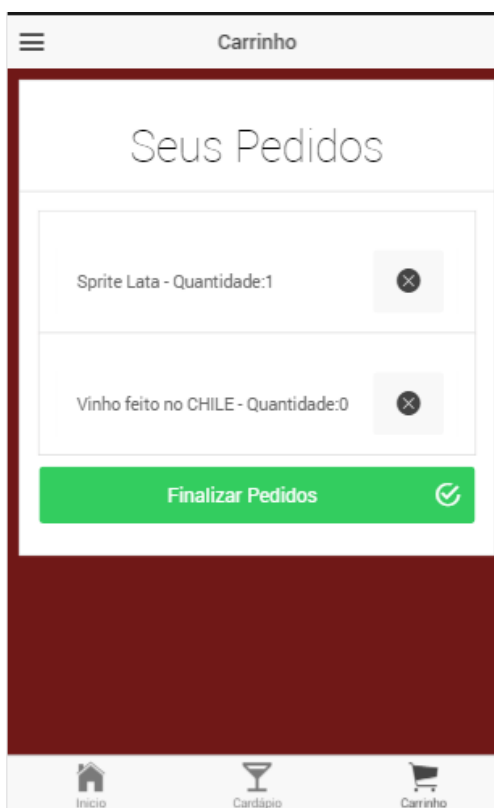 Carrinho
Seus Pedidos
Sprite Lata - Quantidade:1
Vinho feito no CHILE - Quantidade:0
Finalizar Pedidos
Inicio
Cardápio
Carrinho